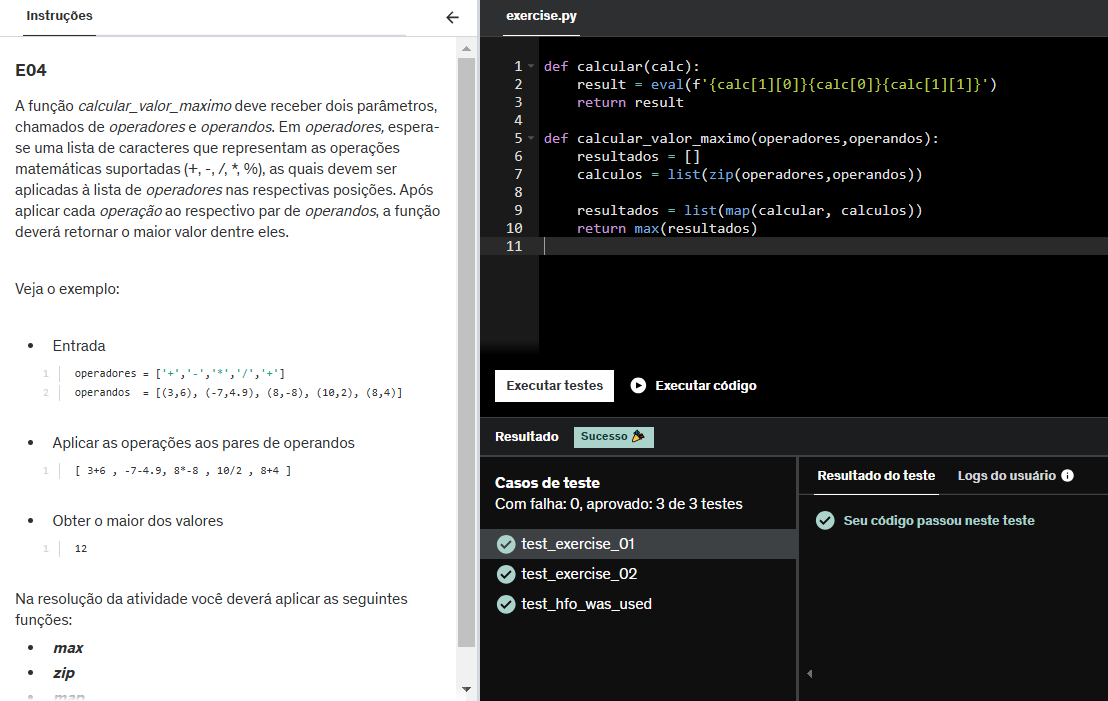 Instruções
E04
A função calcular_valor_maximo deve receber dois parâmetros,
chamados de operadores e operandos. Em operadores, espera-
se uma lista de caracteres que representam as operações
matemáticas suportadas (+, -, /, *, %), as quais devem ser
aplicadas à lista de operadores nas respectivas posições. Após
aplicar cada operação ao respectivo par de operandos, a função
deverá retornar o maior valor dentre eles.
Veja o exemplo:
• Entrada
1 operadores = ['+','-','*','/','+']
2 operandos  = [(3,6), (-7,4.9), (8,-8), (10,2), (8,4)]
• Aplicar as operações aos pares de operandos
1 [ 3+6 , -7-4.9, 8*-8 , 10/2 , 8+4 ]
• Obter o maior dos valores
1 12
Na resolução da atividade você deverá aplicar as seguintes
funções:
• max
• zip
• map
exercise.py
1 def calcular(calc):
2     result = eval(f'{calc[1][0]}{calc[0]}{calc[1][1]}')
3     return result
4
5 def calcular_valor_maximo(operadores,operandos):
6     resultados = []
7     calculos = list(zip(operadores,operandos))
8
9     resultados = list(map(calcular, calculos))
10     return max(resultados)
11
Executar testes
Executar código
Resultado
Sucesso
Casos de teste
Com falha: 0, aprovado: 3 de 3 testes
test_exercise_01
test_exercise_02
test_hfo_was_used
Resultado do teste
Logs do usuário
Seu código passou neste teste